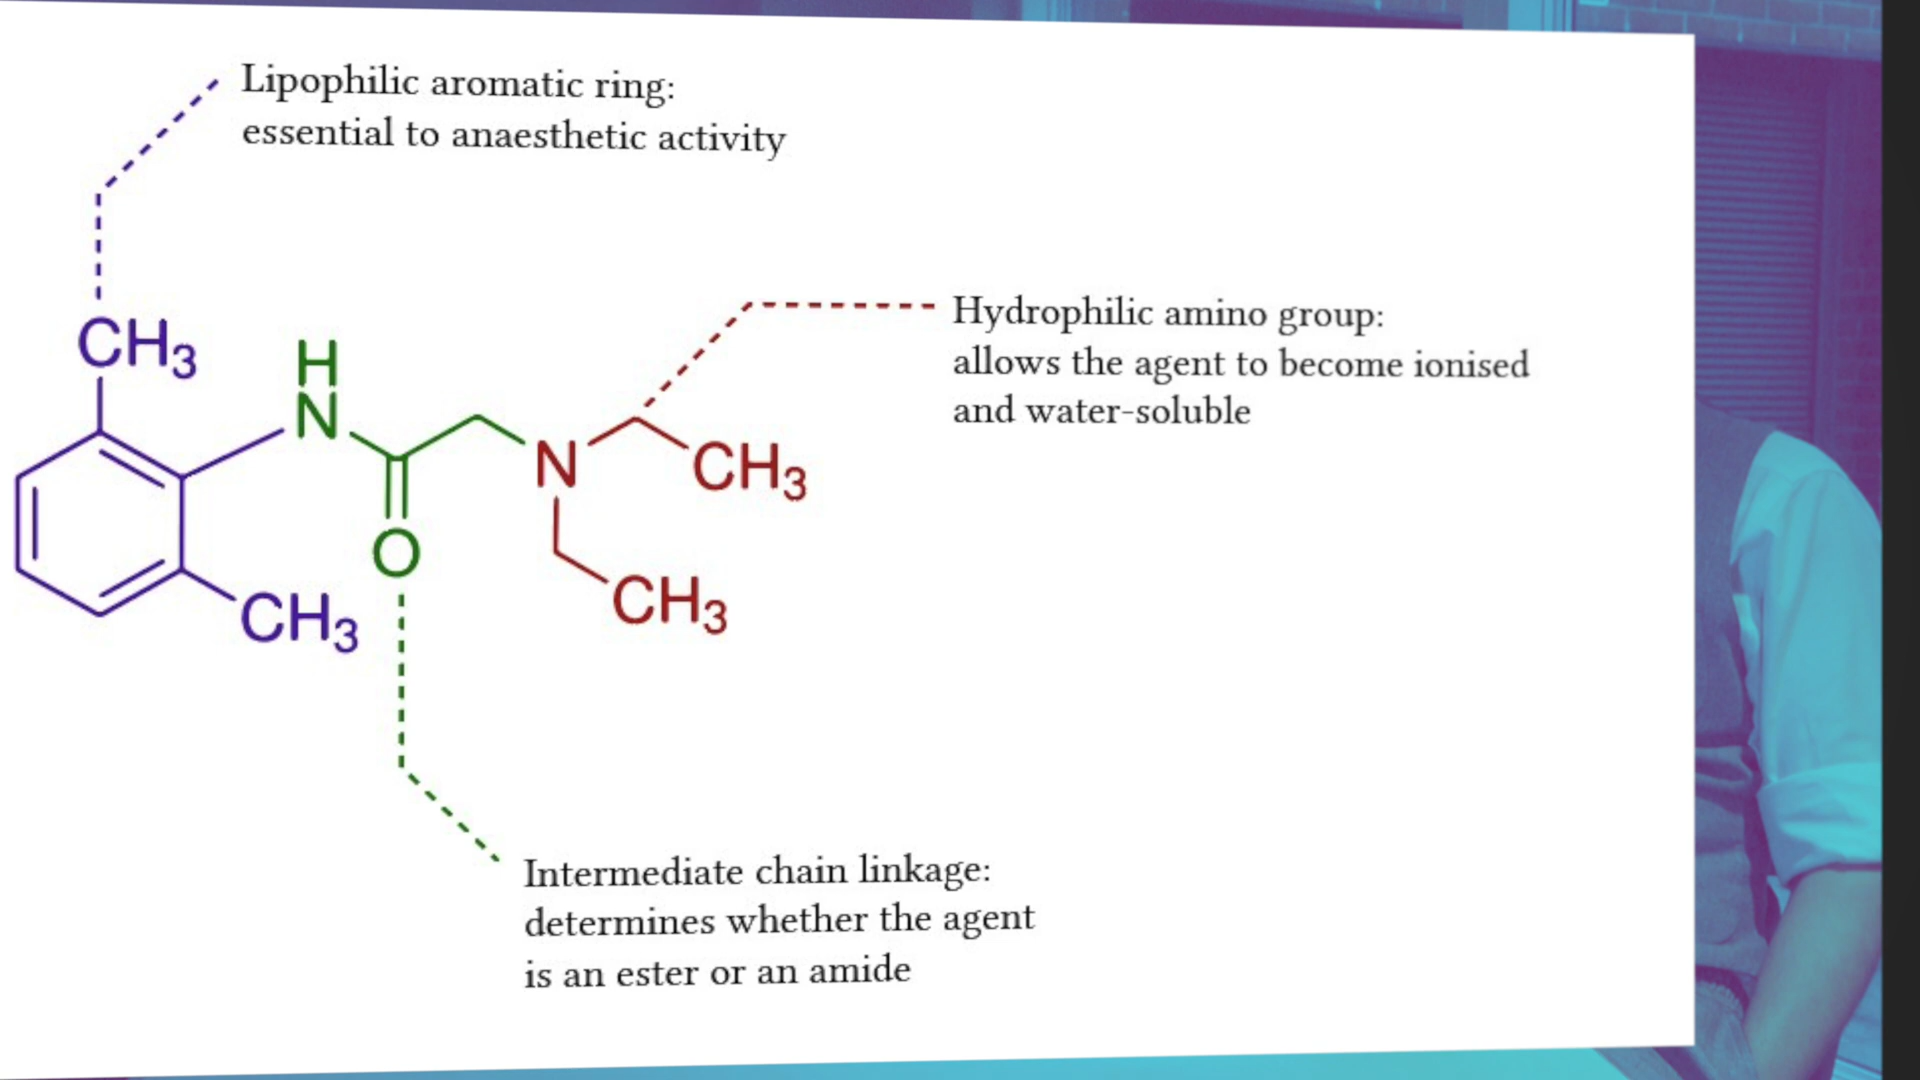 Lipophilic aromatic ring:
essential to anaesthetic activity
Hydrophilic amino group:
allows the agent to become ionised
and water-soluble
CH3
H
N
N
CH3
O
CH3
CH3
Intermediate chain linkage:
determines whether the agent
is an ester or an amide